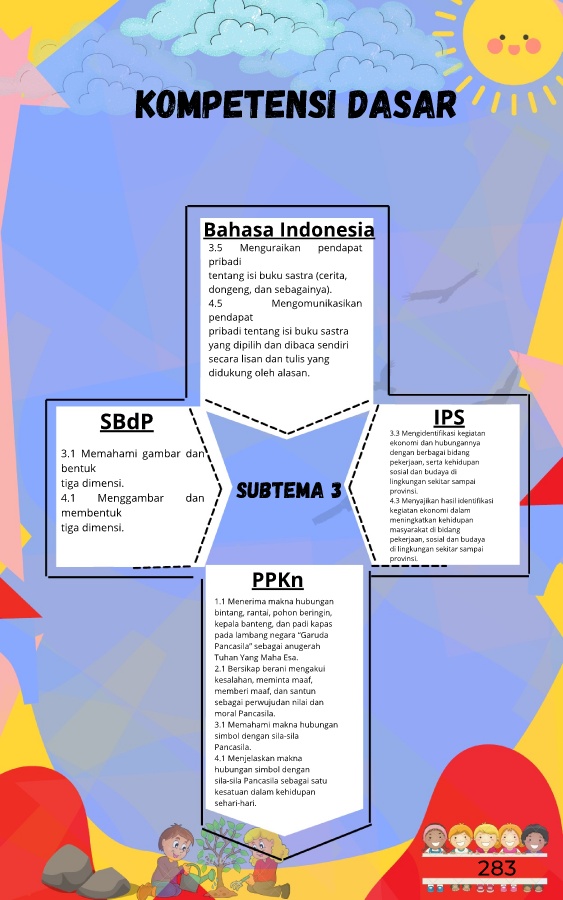 KOMPETENSI DASAR
Bahasa Indonesia
3.5 Menguraikan pendapat
pribadi
tentang isi buku sastra (cerita,
dongeng, dan sebagainya).
4.5 Mengomunikasikan
pendapat
pribadi tentang isi buku sastra
yang dipilih dan dibaca sendiri
secara lisan dan tulis yang
didukung oleh alasan.
SBdP
3.1 Memahami gambar dan
bentuk
tiga dimensi.
4.1 Menggambar dan
membentuk
tiga dimensi.
SUBTEMA 3
IPS
3.3 Mengidentifikasi kegiatan
ekonomi dan hubungannya
dengan berbagai bidang
pekerjaan, serta kehidupan
sosial dan budaya di
lingkungan sekitar sampai
provinsi.
4.3 Menyajikan hasil identifikasi
kegiatan ekonomi dalam
meningkatkan kehidupan
masyarakat di bidang
pekerjaan, sosial dan budaya
di lingkungan sekitar sampai
provinsi.
PPKn
1.1 Menerima makna hubungan
bintang, rantai, pohon beringin,
kepala banteng, dan padi kapas
pada lambang negara “Garuda
Pancasila” sebagai anugerah
Tuhan Yang Maha Esa.
2.1 Bersikap berani mengakui
kesalahan, meminta maaf,
memberi maaf, dan santun
sebagai perwujudan nilai dan
moral Pancasila.
3.1 Memahami makna hubungan
simbol dengan sila-sila
Pancasila.
4.1 Menjelaskan makna
hubungan simbol dengan
sila-sila Pancasila sebagai satu
kesatuan dalam kehidupan
sehari-hari.
283